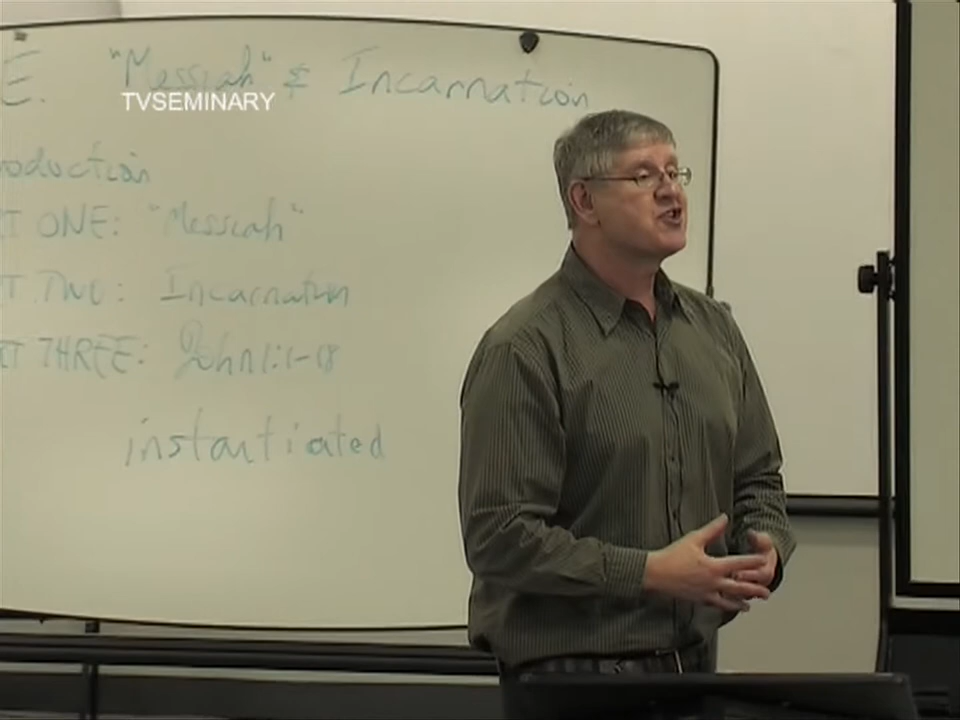 E. "Messiah" & Incarnation
TVSEMINARY
roduction
T ONE: "Messiah"
T TWO: Incarnation
T THREE: John 1:1-18
instantiated